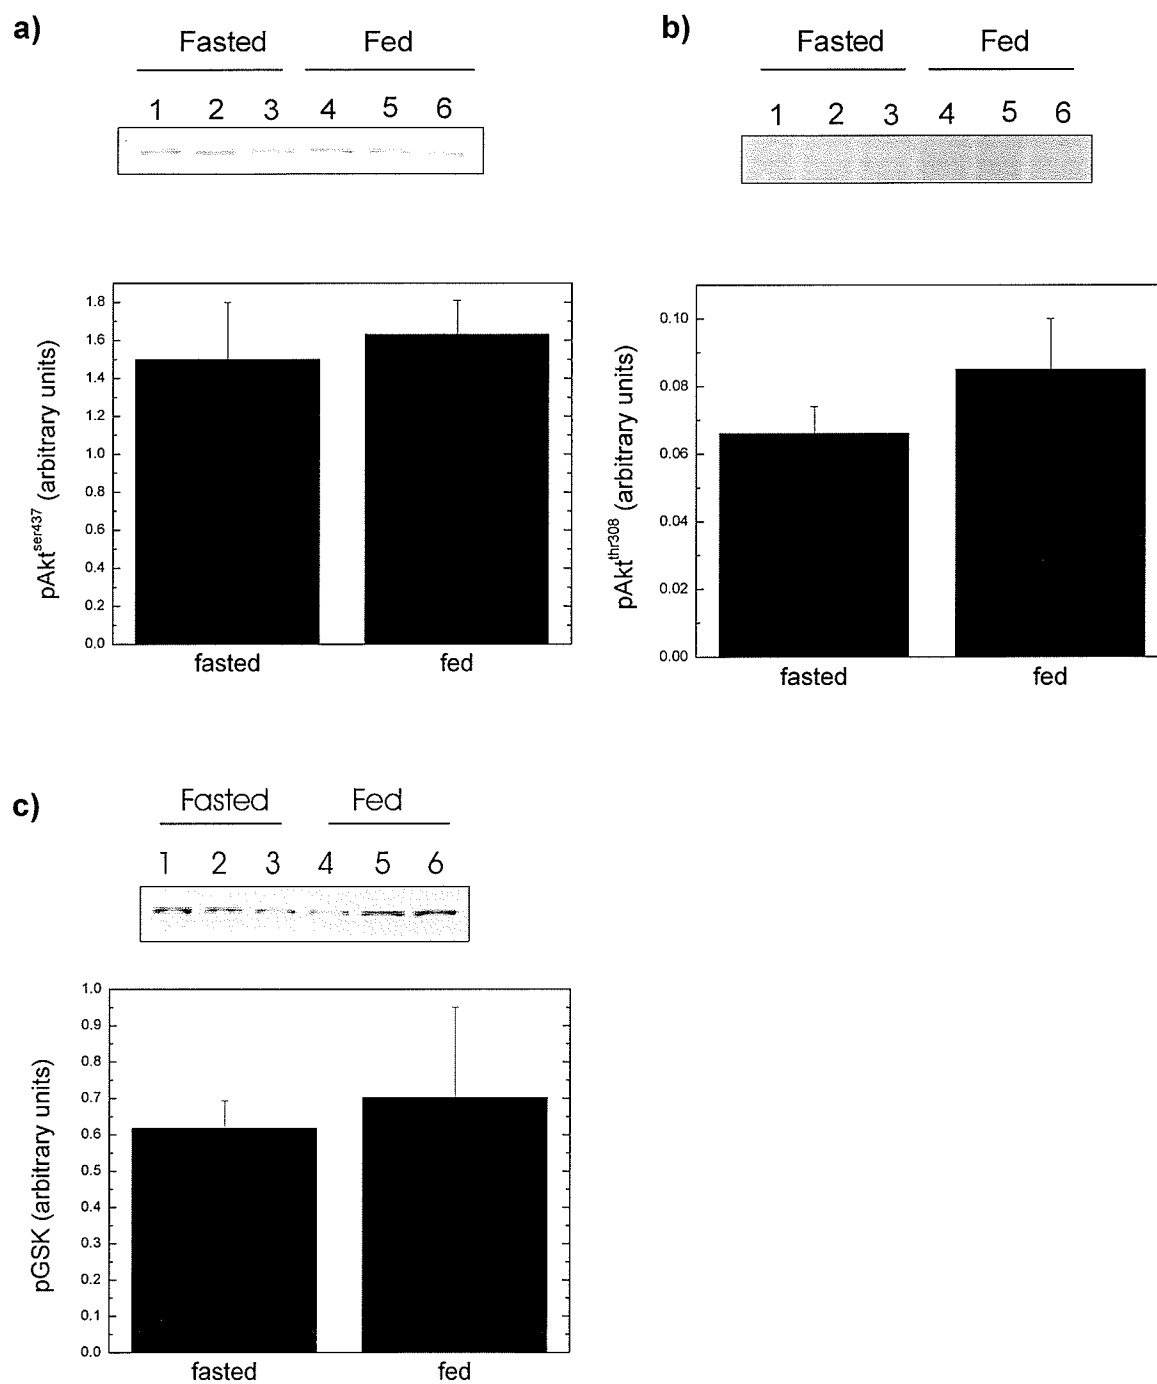 a)
Fasted Fed
1 2 3 4 5 6
1.8
1.6
1.4
1.2
1.0
0.8
0.6
0.4
0.2
0.0
pAkt^ser437 (arbitrary units)
fasted fed
b)
Fasted Fed
1 2 3 4 5 6
0.10
0.08
0.06
0.04
0.02
0.00
pAkt^thr308 (arbitrary units)
fasted fed
c)
Fasted Fed
1 2 3 4 5 6
1.0
0.9
0.8
0.7
0.6
0.5
0.4
0.3
0.2
0.1
0.0
pGSK (arbitrary units)
fasted fed